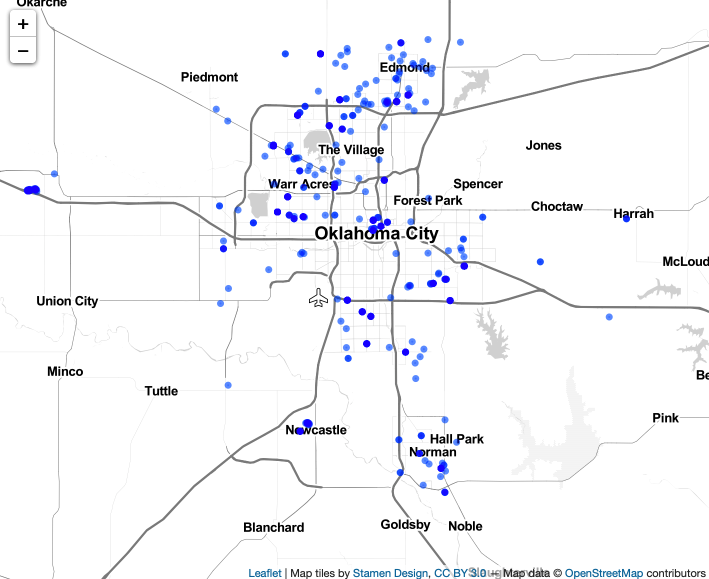 Okarche
+
−
Edmond
Piedmont
Jones
The Village
Warr Acres
Spencer
Forest Park
Choctaw
Harrah
Oklahoma City
McLoud
Union City
Minco
Tuttle
Be
Pink
Newcastle
Hall Park
Norman
Blanchard
Goldsby
Noble
Leaflet | Map tiles by Stamen Design, CC BY 3.0 — Map data © OpenStreetMap contributors